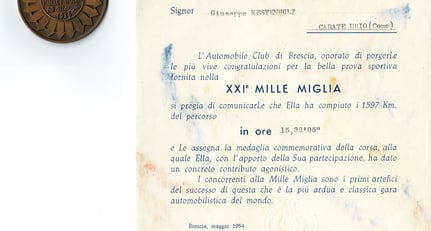 Signor Giuseppe KESTENHOLZ
CABATE URIO(Como)
L'Automobile Club di Brescia, onorato di porgerLe
le più vive congratulazioni per la bella prova sportiva
fornita nella
XXIª MILLE MIGLIA
si pregia di comunicarLe che Ella ha compiuto i 1597 Km.
del percorso
in ore 15,32'05"
e Le assegna la medaglia commemorativa della corsa, alla
quale Ella, con l'apporto della Sua partecipazione, ha dato
un concreto contributo agonistico.
I concorrenti alla Mille Miglia sono i primi artefici
del successo di questa che è la più ardua e classica gara
automobilistica del mondo.
Brescia, maggio 1954